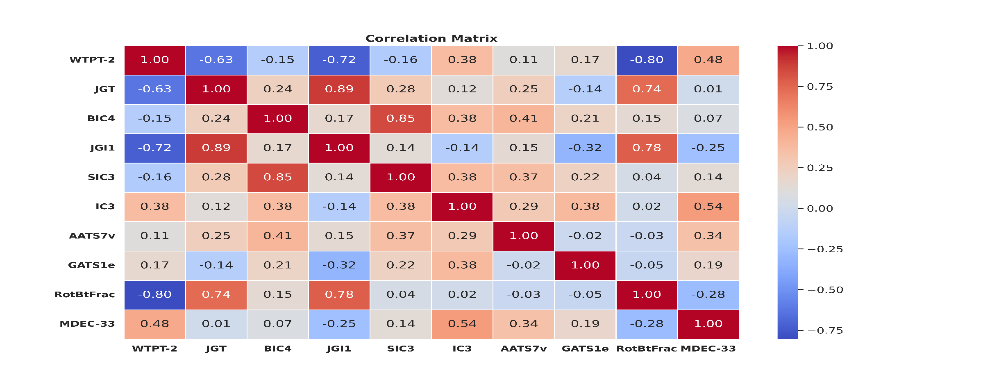 Correlation Matrix
WTPT-2 1.00 -0.63 -0.15 -0.72 -0.16 0.38 0.11 0.17 -0.80 0.48
JGT -0.63 1.00 0.24 0.89 0.28 0.12 0.25 -0.14 0.74 0.01
BIC4 -0.15 0.24 1.00 0.17 0.85 0.38 0.41 0.21 0.15 0.07
JGI1 -0.72 0.89 0.17 1.00 0.14 -0.14 0.15 -0.32 0.78 -0.25
SIC3 -0.16 0.28 0.85 0.14 1.00 0.38 0.37 0.22 0.04 0.14
IC3 0.38 0.12 0.38 -0.14 0.38 1.00 0.29 0.38 0.02 0.54
AATS7v 0.11 0.25 0.41 0.15 0.37 0.29 1.00 -0.02 -0.03 0.34
GATS1e 0.17 -0.14 0.21 -0.32 0.22 0.38 -0.02 1.00 -0.05 0.19
RotBtFrac -0.80 0.74 0.15 0.78 0.04 0.02 -0.03 -0.05 1.00 -0.28
MDEC-33 0.48 0.01 0.07 -0.25 0.14 0.54 0.34 0.19 -0.28 1.00
WTPT-2 JGT BIC4 JGI1 SIC3 IC3 AATS7v GATS1e RotBtFrac MDEC-33
1.00
0.75
0.50
0.25
0.00
−0.25
−0.50
−0.75